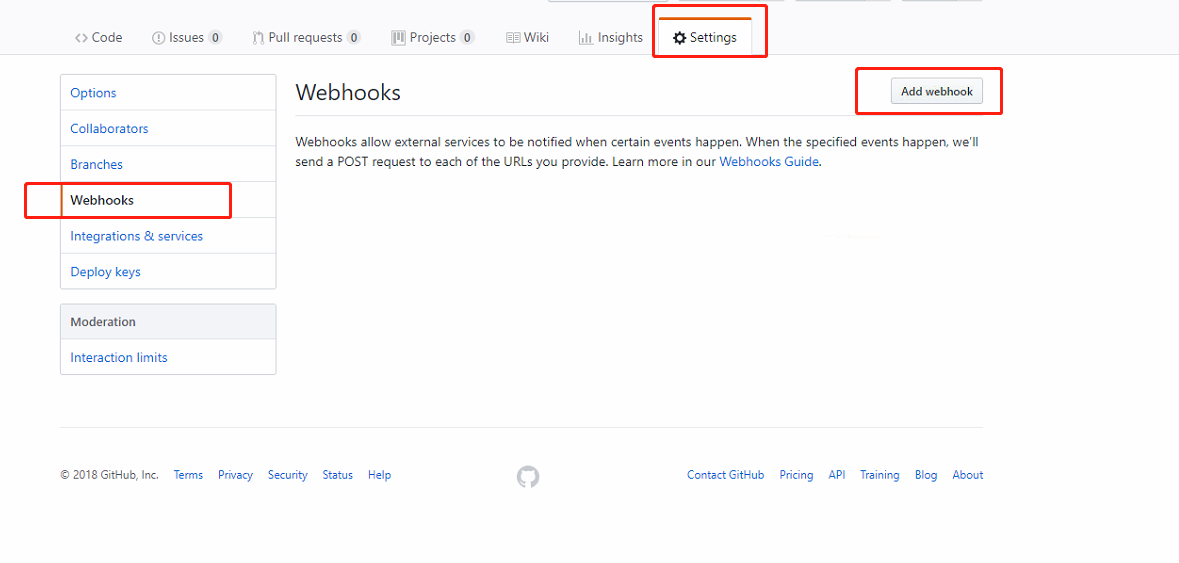 Code Issues 0 Pull requests 0 Projects 0 Wiki Insights Settings
Options
Collaborators
Branches
Webhooks
Integrations & services
Deploy keys
Moderation
Interaction limits
Webhooks
Add webhook
Webhooks allow external services to be notified when certain events happen. When the specified events happen, we'll
send a POST request to each of the URLs you provide. Learn more in our Webhooks Guide.
© 2018 GitHub, Inc. Terms Privacy Security Status Help
Contact GitHub Pricing API Training Blog About